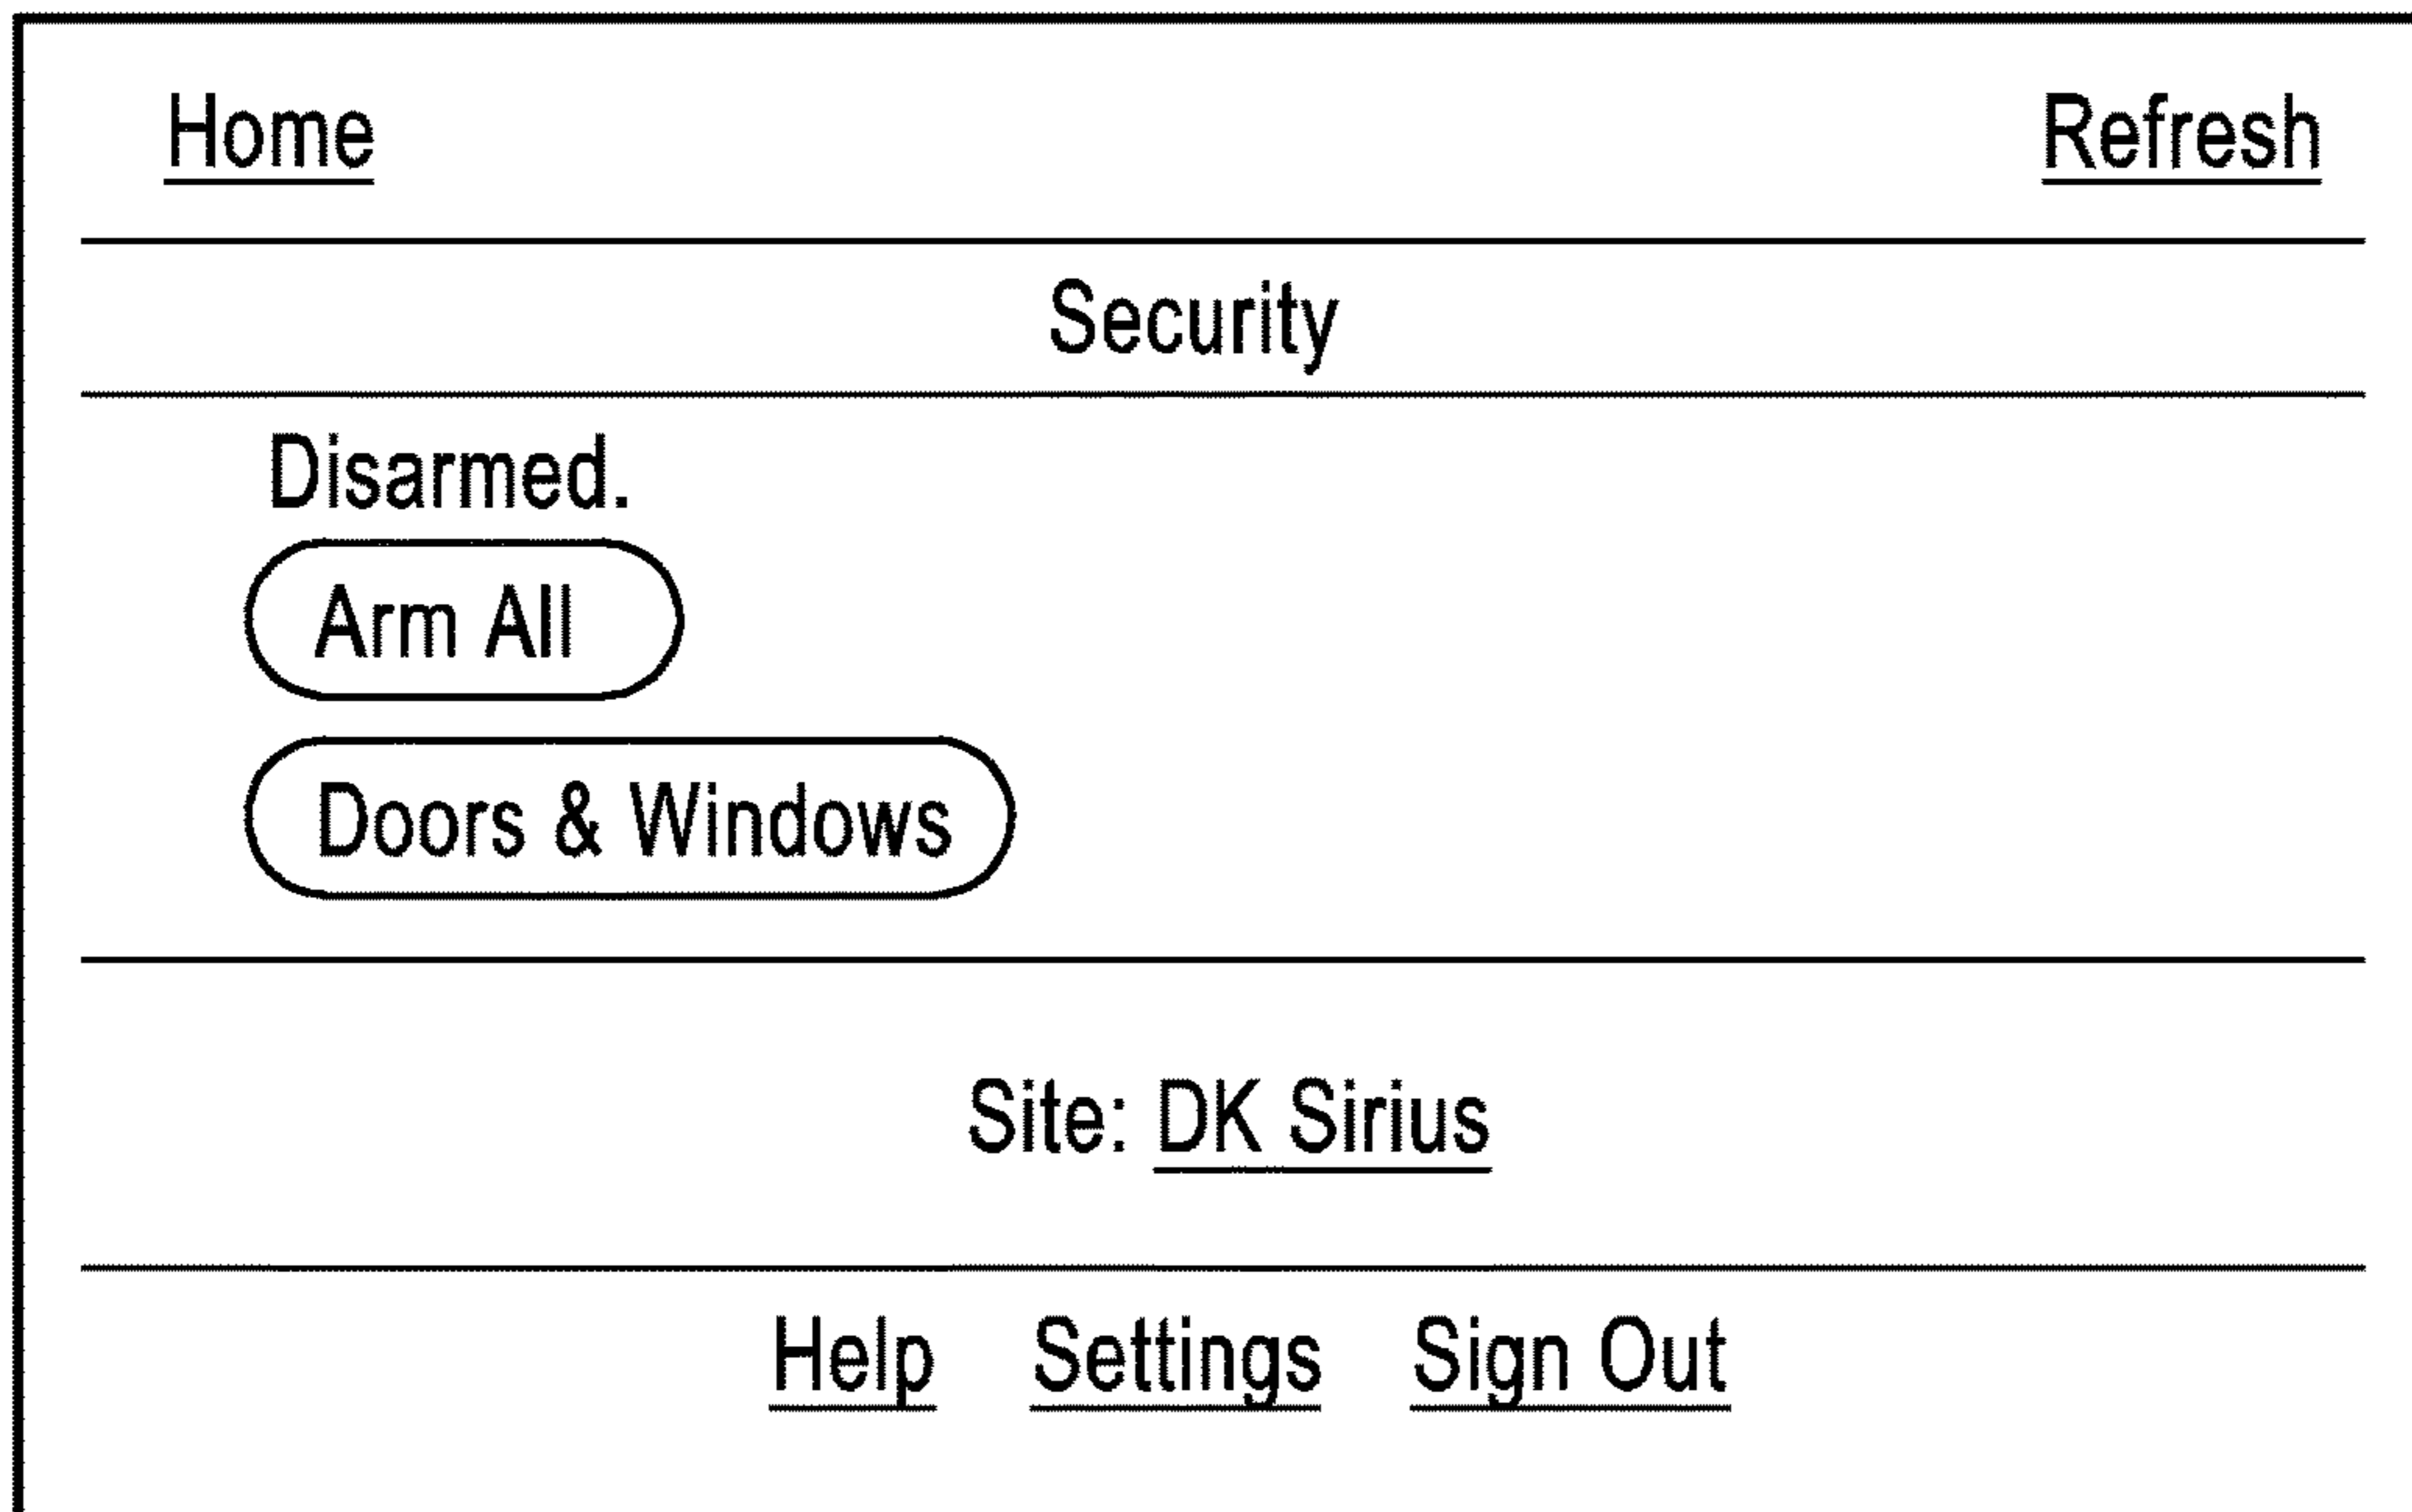 Home Refresh
Security
Disarmed.
Arm All
Doors & Windows
Site: DK Sirius
Help Settings Sign Out